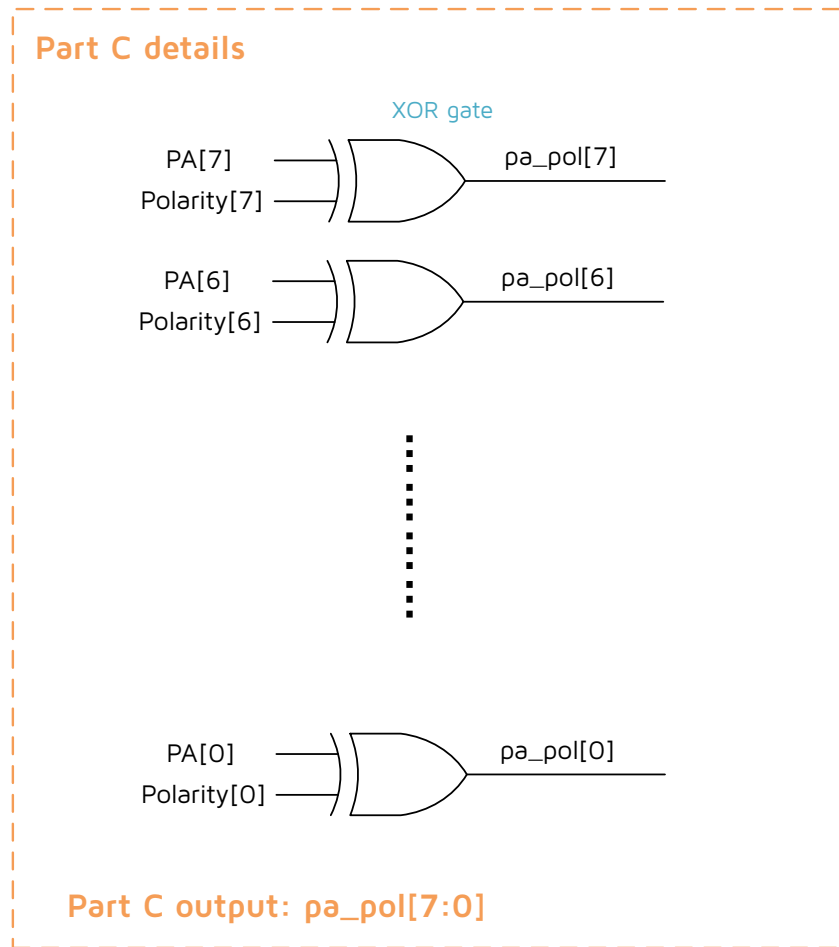 Part C details
XOR gate
PA[7]
pa_pol[7]
Polarity[7]
PA[6]
pa_pol[6]
Polarity[6]
PA[0]
pa_pol[0]
Polarity[0]
Part C output: pa_pol[7:0]